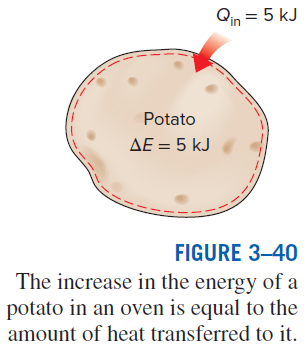 Qin = 5 kJ
Potato
ΔE = 5 kJ
FIGURE 3–40
The increase in the energy of a
potato in an oven is equal to the
amount of heat transferred to it.